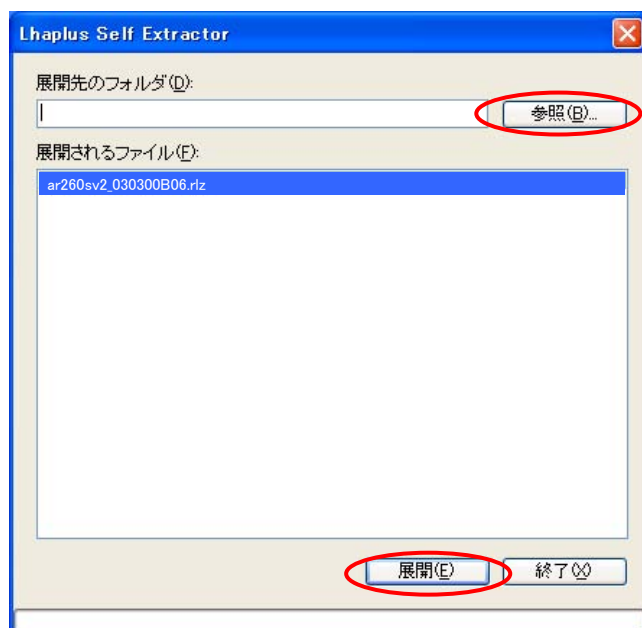 Lhaplus Self Extractor
展開先のフォルダ(D):
参照(B)...
展開されるファイル(F):
ar260sv2_030300B06.rlz
展開(E)
終了(X)